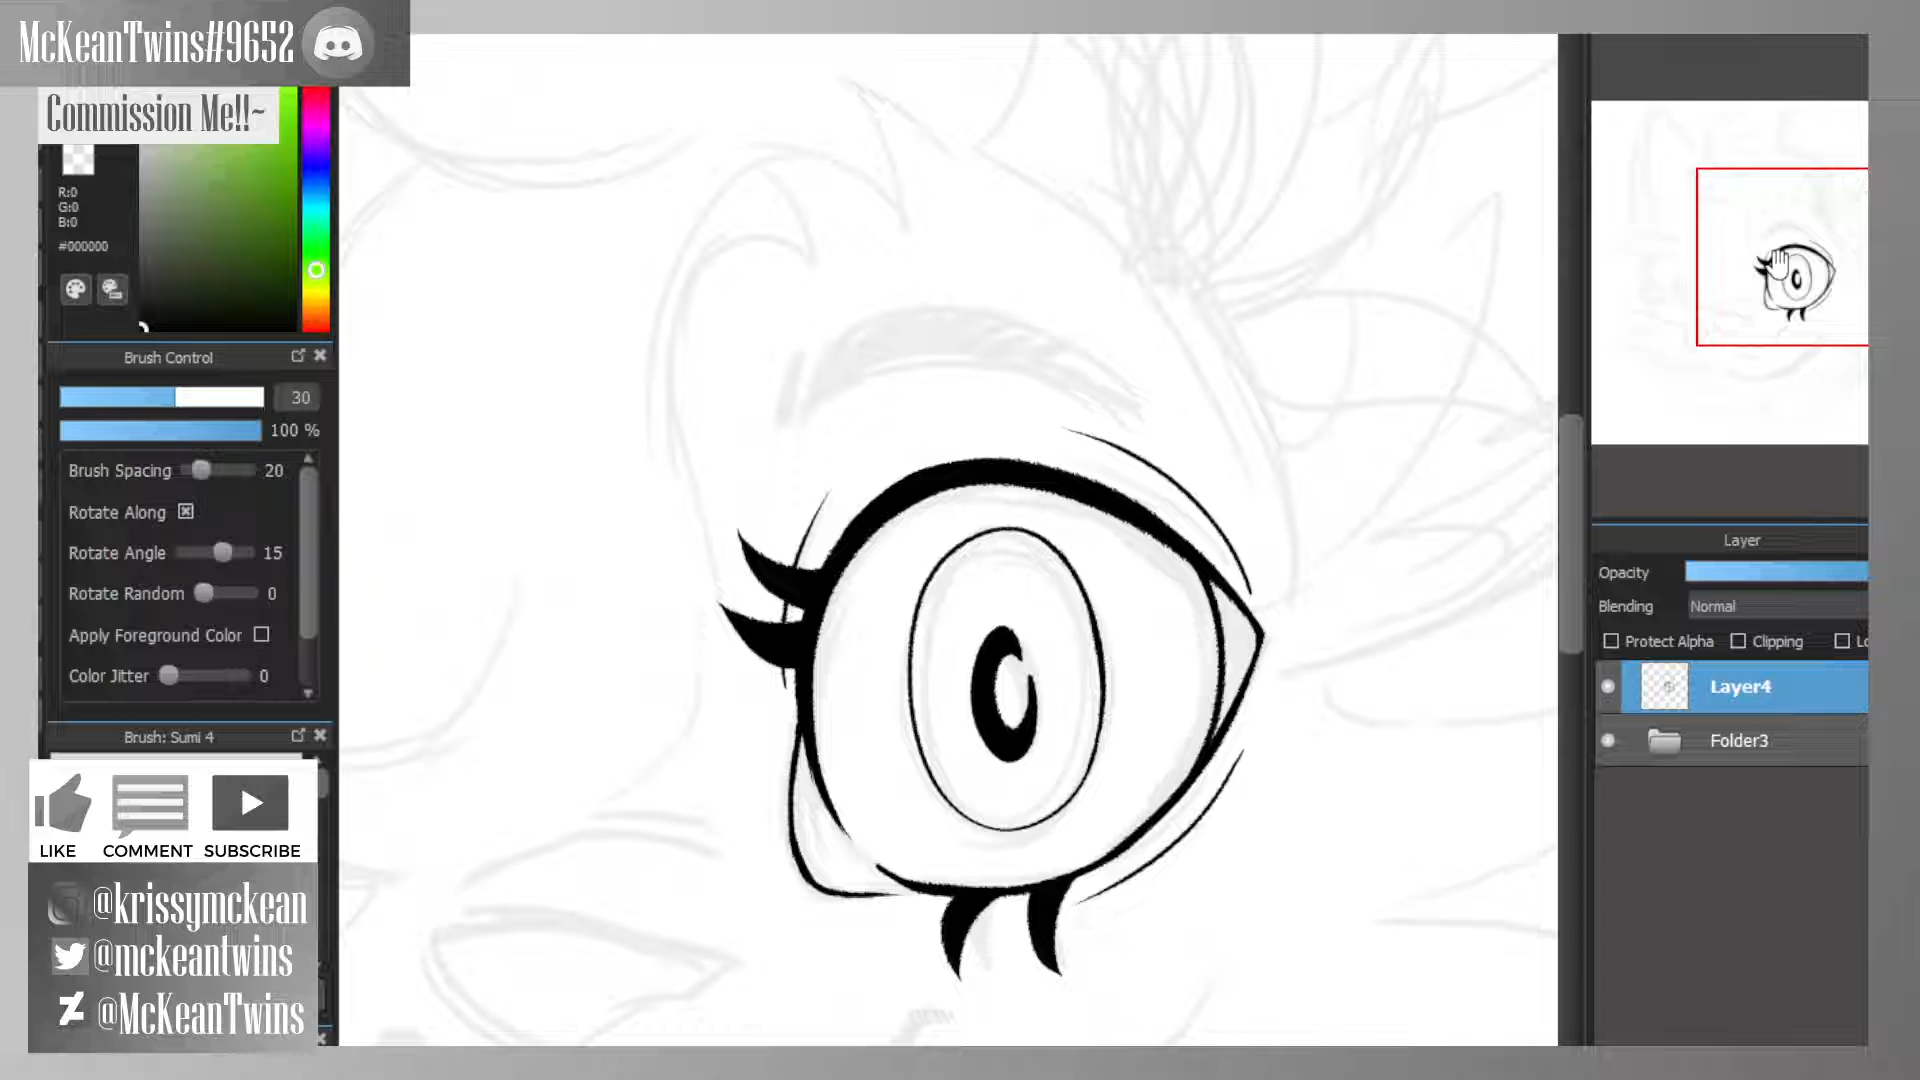 McKeanTwins#9652
Commission Me!!~
R:0
G:0
B:0
#000000
Brush Control
30
100 %
Brush Spacing 20
Rotate Along
Rotate Angle 15
Rotate Random 0
Apply Foreground Color
Color Jitter 0
Brush: Sumi 4
LIKE COMMENT SUBSCRIBE
@krissymckean
@mckeantwins
@McKeanTwins
Layer
Opacity
Blending Normal
Protect Alpha Clipping Lo
Layer4
Folder3